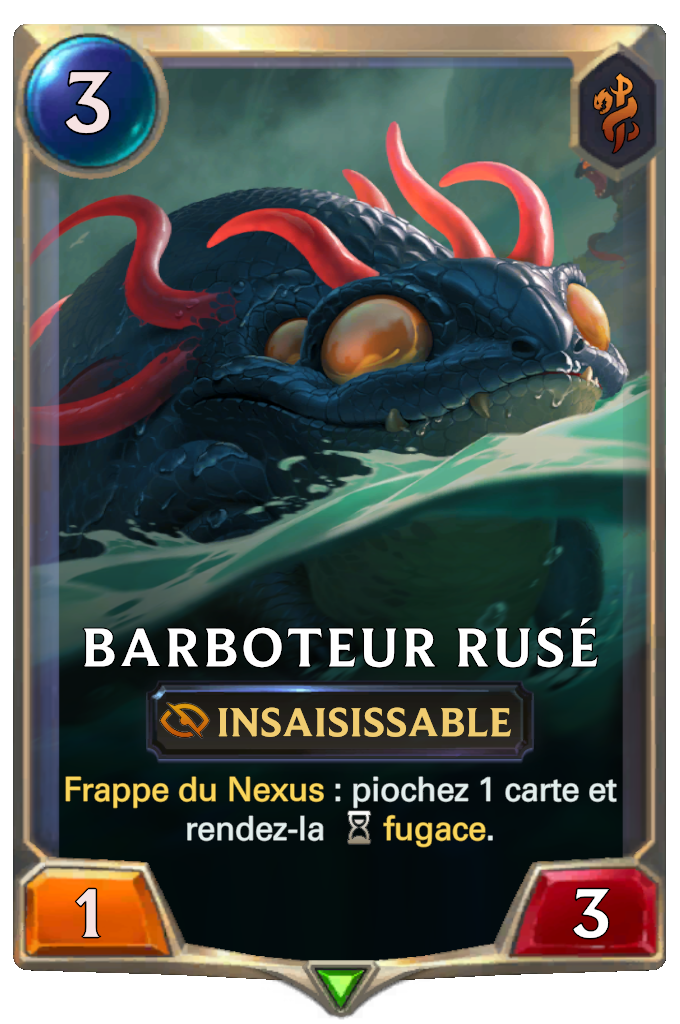 3
BARBOTEUR RUSÉ
INSAISISSABLE
Frappe du Nexus : piochez 1 carte et
rendez-la fugace.
1
3